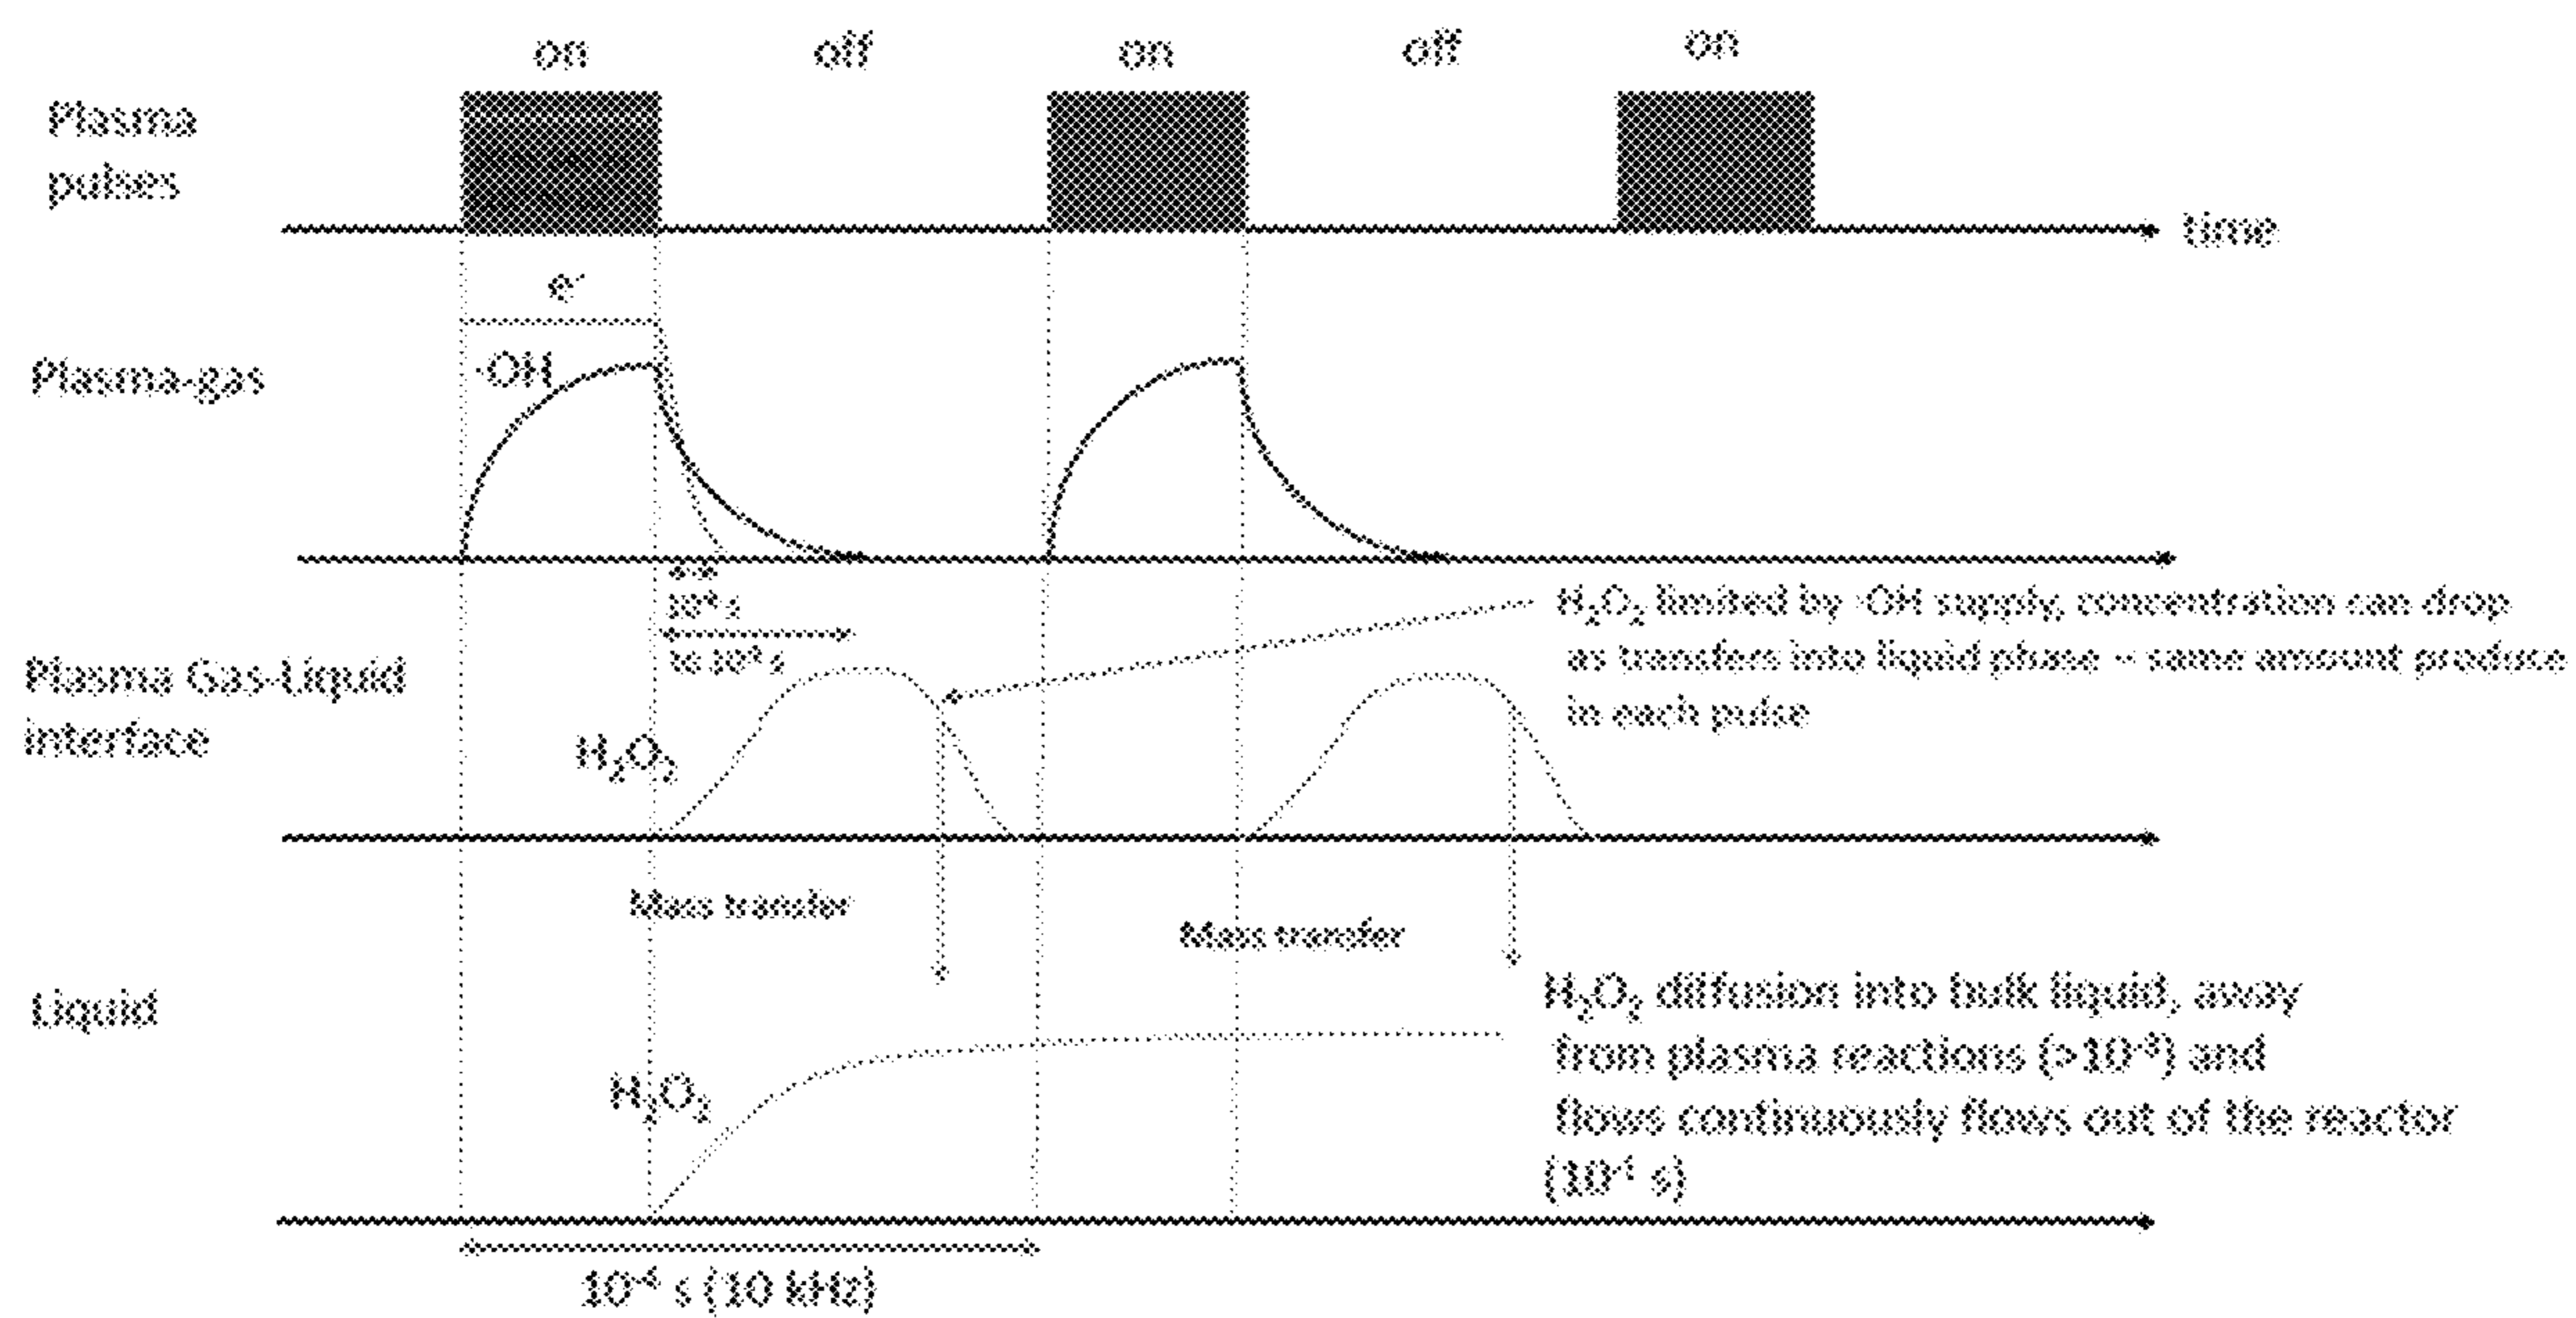 on off on off on
Plasma
pulses
time
e⁻
·OH
Plasma-gas
s
s
H₂O₂ limited by ·OH supply, concentration can drop
as transfers into liquid phase – same amount produce
in each pulse
Plasma Gas-Liquid
interface
H₂O₂
Mass transfer
Mass transfer
Liquid
H₂O₂ diffusion into bulk liquid, away
from plasma reactions (>10⁻³) and
flows continuously flows out of the reactor
(10⁻¹ s)
H₂O₂
10⁻⁴ s (10 kHz)